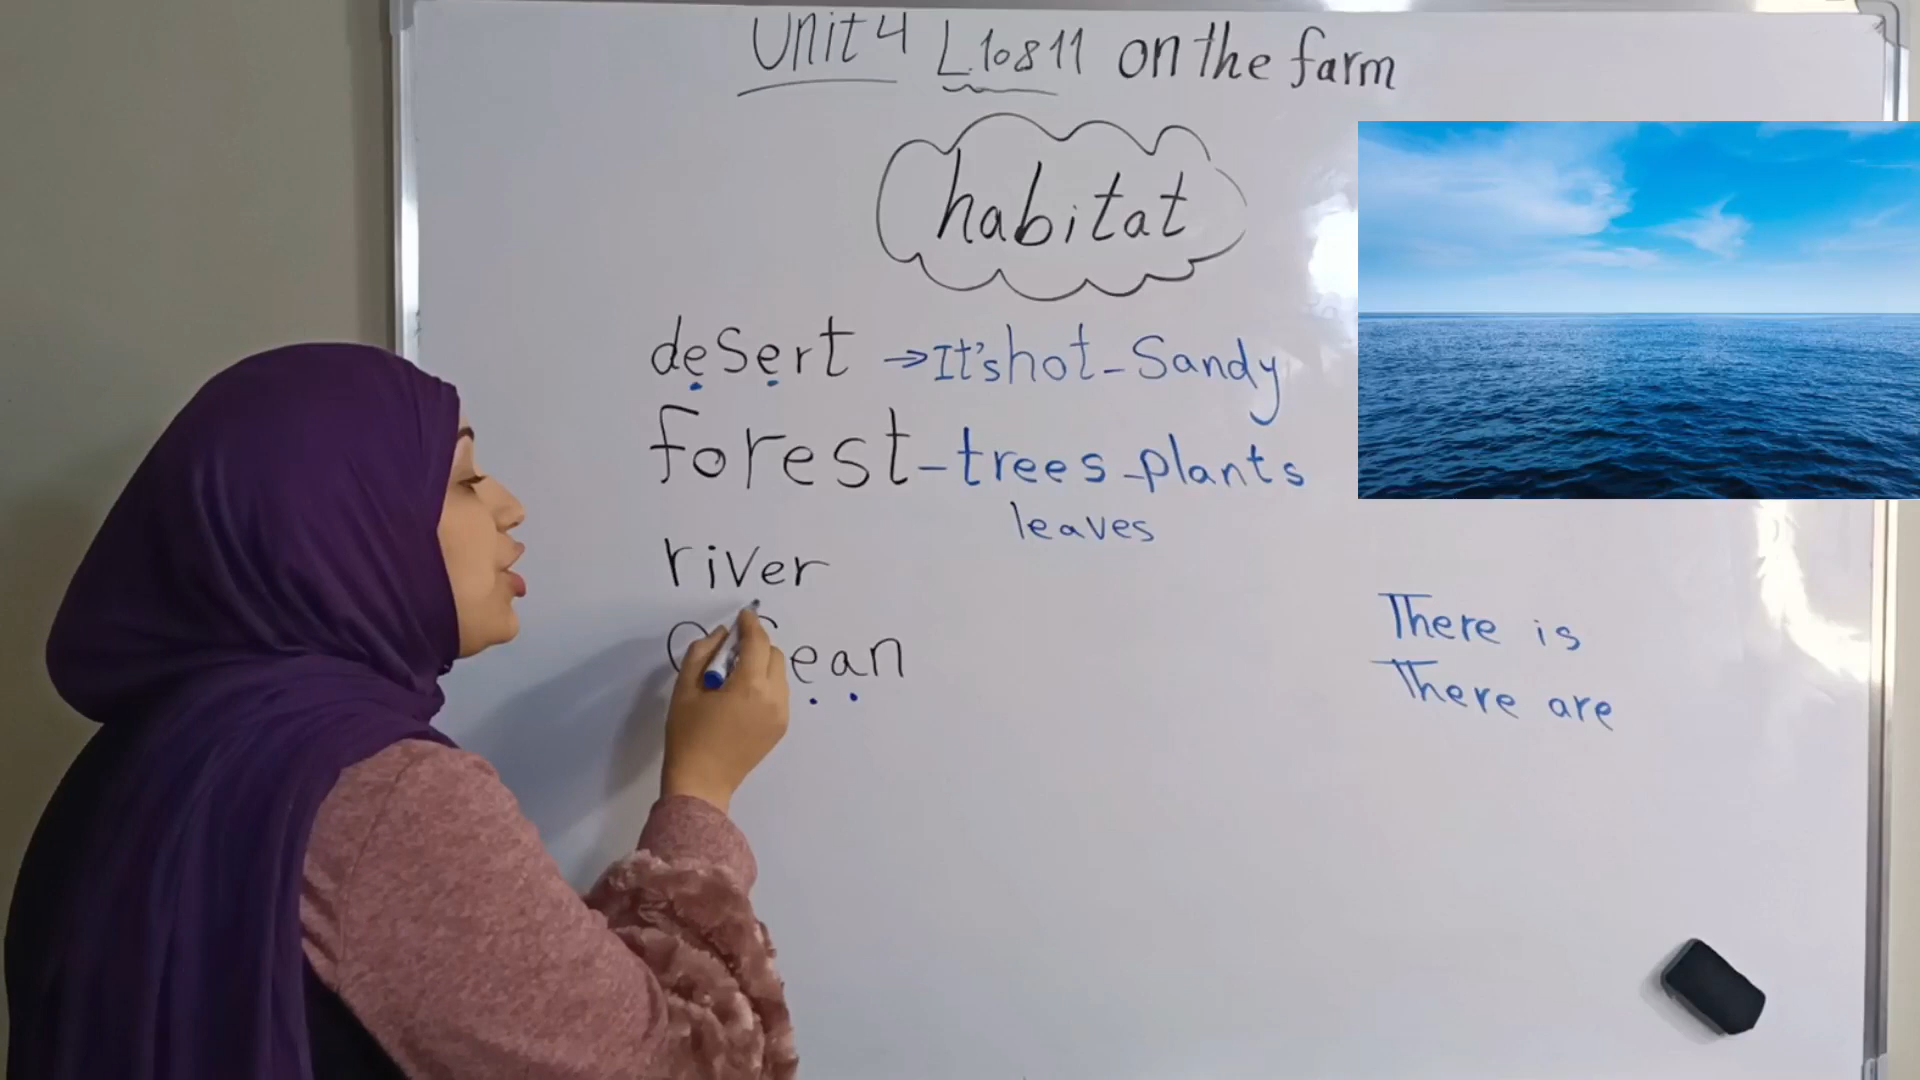 Unit 4 L.10&11 on the farm
habitat
desert → It's hot - Sandy
forest - trees - plants
leaves
river
ean
There is
There are